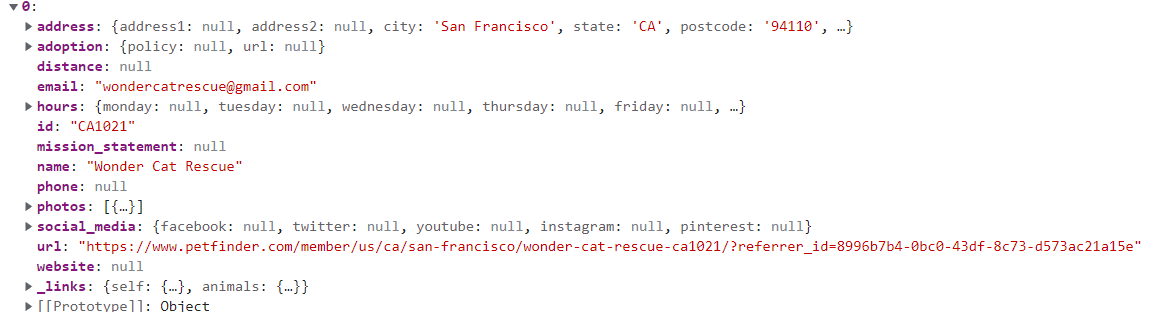 ▼ 0:
▶ address: {address1: null, address2: null, city: 'San Francisco', state: 'CA', postcode: '94110', …}
▶ adoption: {policy: null, url: null}
distance: null
email: "wondercatrescue@gmail.com"
▶ hours: {monday: null, tuesday: null, wednesday: null, thursday: null, friday: null, …}
id: "CA1021"
mission_statement: null
name: "Wonder Cat Rescue"
phone: null
▶ photos: [{…}]
▶ social_media: {facebook: null, twitter: null, youtube: null, instagram: null, pinterest: null}
url: "https://www.petfinder.com/member/us/ca/san-francisco/wonder-cat-rescue-ca1021/?referrer_id=8996b7b4-0bc0-43df-8c73-d573ac21a15e"
website: null
▶ _links: {self: {…}, animals: {…}}
▶ [[Prototype]]: Object